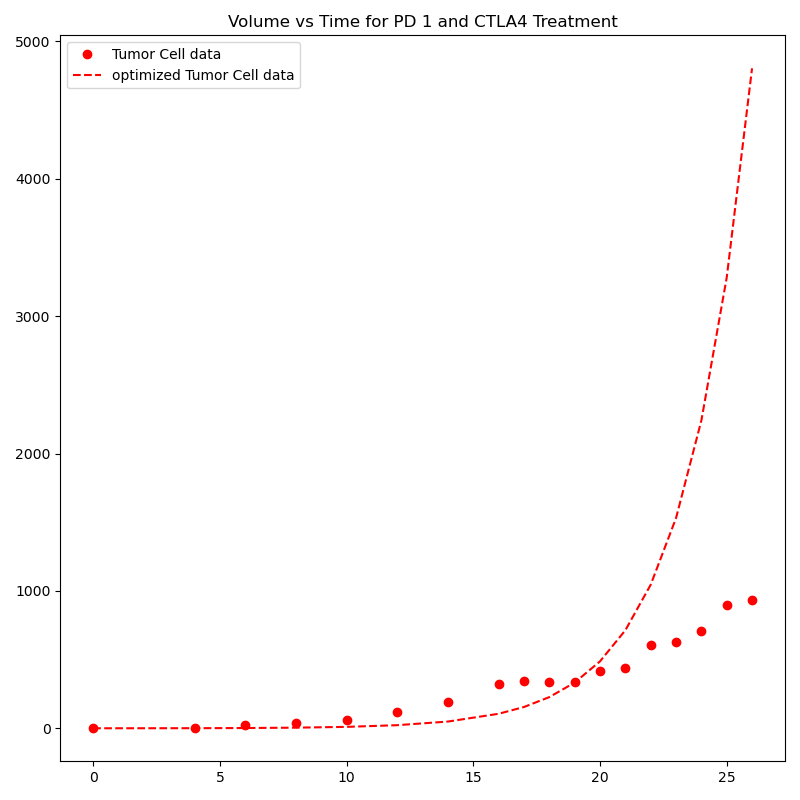 Volume vs Time for PD 1 and CTLA4 Treatment
Tumor Cell data
optimized Tumor Cell data
5000
4000
3000
2000
1000
0
0 5 10 15 20 25